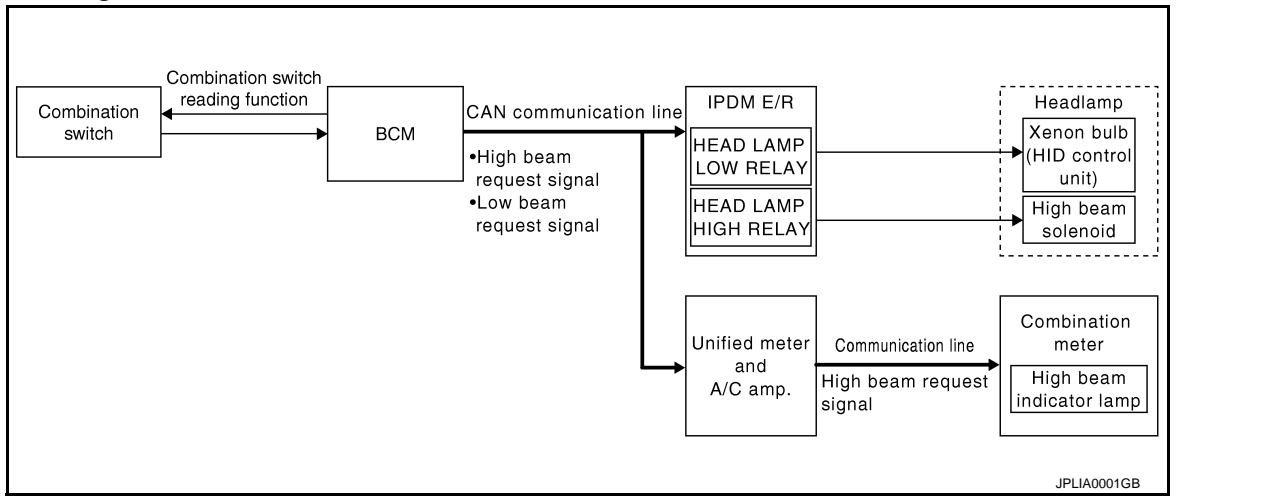 Combination switch
reading function
Combination
switch
BCM
CAN communication line
•High beam
request signal
•Low beam
request signal
IPDM E/R
HEAD LAMP
LOW RELAY
HEAD LAMP
HIGH RELAY
Headlamp
Xenon bulb
(HID control
unit)
High beam
solenoid
Unified meter
and
A/C amp.
Communication line
High beam request
signal
Combination
meter
High beam
indicator lamp
JPLIA0001GB